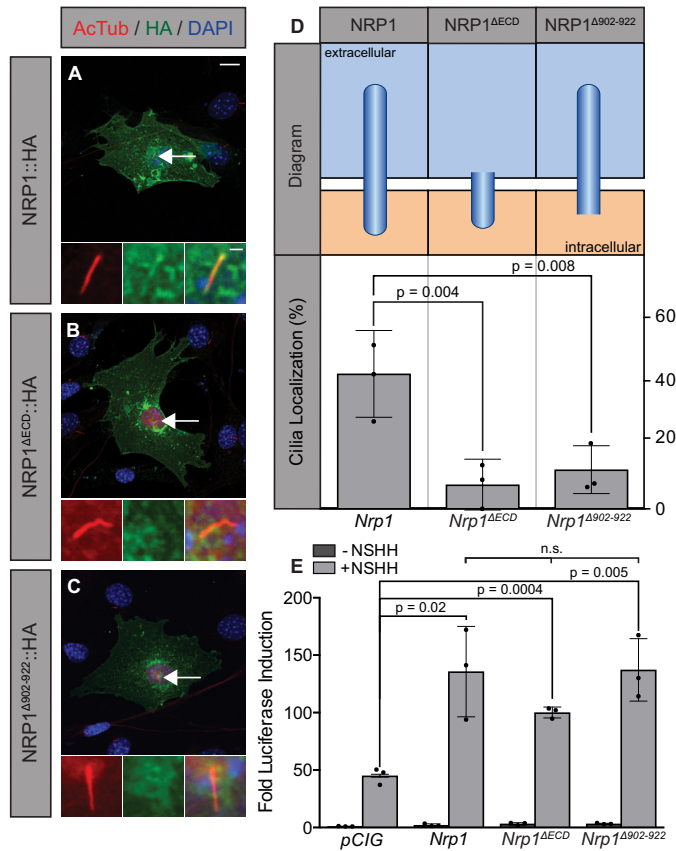 AcTub / HA / DAPI
A
NRP1::HA
B
NRP1ΔECD::HA
C
NRP1Δ902-922::HA
D
NRP1
NRP1ΔECD
NRP1Δ902-922
Diagram
extracellular
intracellular
Cilia Localization (%)
p = 0.008
p = 0.004
60
40
20
0
Nrp1
Nrp1ΔECD
Nrp1Δ902-922
E
- NSHH
+NSHH
n.s.
p = 0.005
p = 0.0004
p = 0.02
Fold Luciferase Induction
200
150
100
50
0
pCIG
Nrp1
Nrp1ΔECD
Nrp1Δ902-922